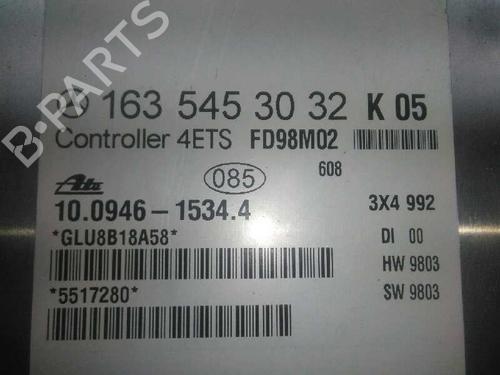 163 545 30 32 K 05
Controller 4ETS FD98M02
608
085
Ate
10.0946-1534.4
3X4 992
*GLU8B18A58*
DI 00
HW 9803
*5517280*
SW 9803
B-PARTS